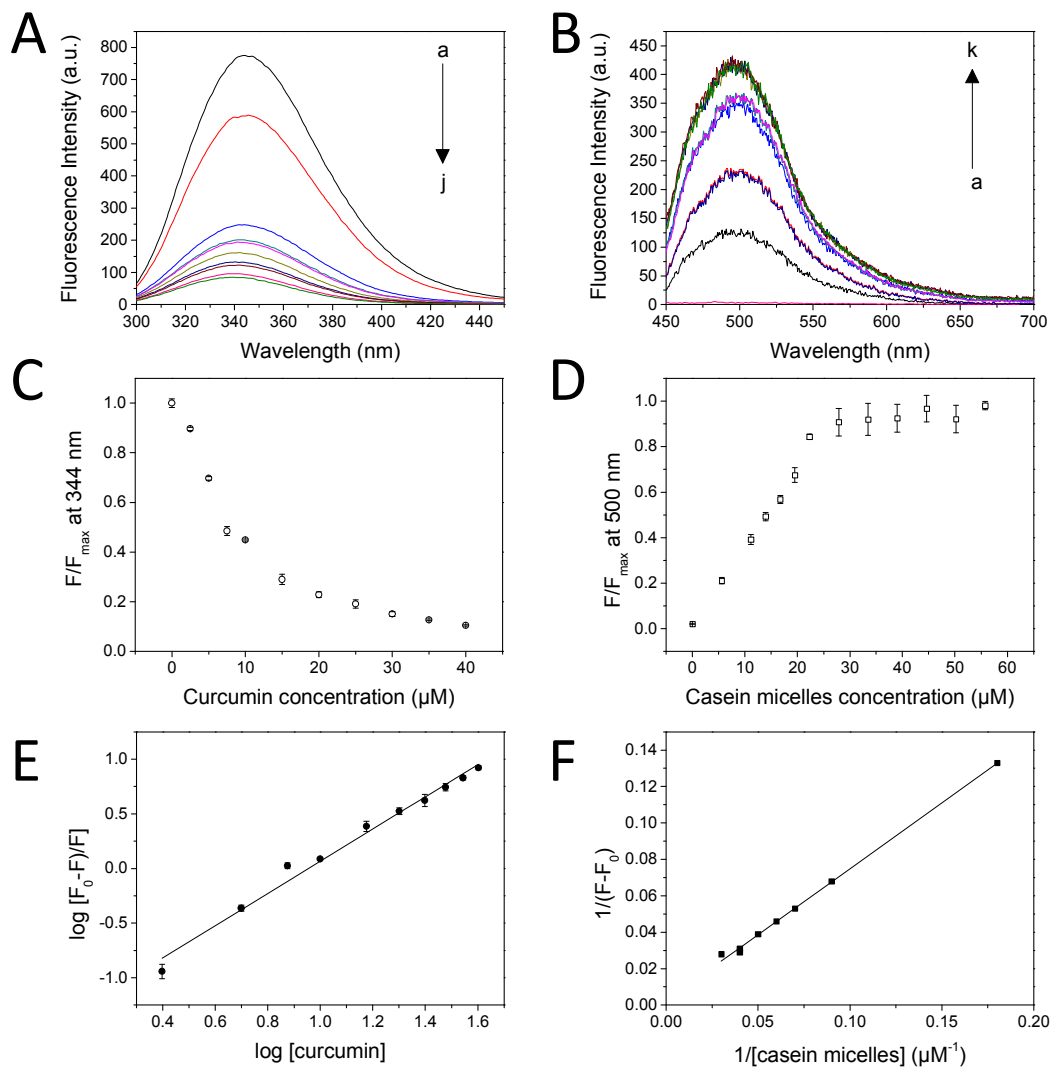 A
Fluorescence Intensity (a.u.)
800
700
600
500
400
300
200
100
0
300 320 340 360 380 400 420 440
Wavelength (nm)
a
j
B
Fluorescence Intensity (a.u.)
450
400
350
300
250
200
150
100
50
0
450 500 550 600 650 700
Wavelength (nm)
k
a
C
F/Fmax at 344 nm
1.0
0.8
0.6
0.4
0.2
0.0
0 10 20 30 40
Curcumin concentration (µM)
D
F/Fmax at 500 nm
1.0
0.8
0.6
0.4
0.2
0.0
0 10 20 30 40 50 60
Casein micelles concentration (µM)
E
log [F0-F)/F]
1.0
0.5
0.0
-0.5
-1.0
0.4 0.6 0.8 1.0 1.2 1.4 1.6
log [curcumin]
F
1/(F-F0)
0.14
0.12
0.10
0.08
0.06
0.04
0.02
0.00
0.00 0.05 0.10 0.15 0.20
1/[casein micelles] (µM-1)